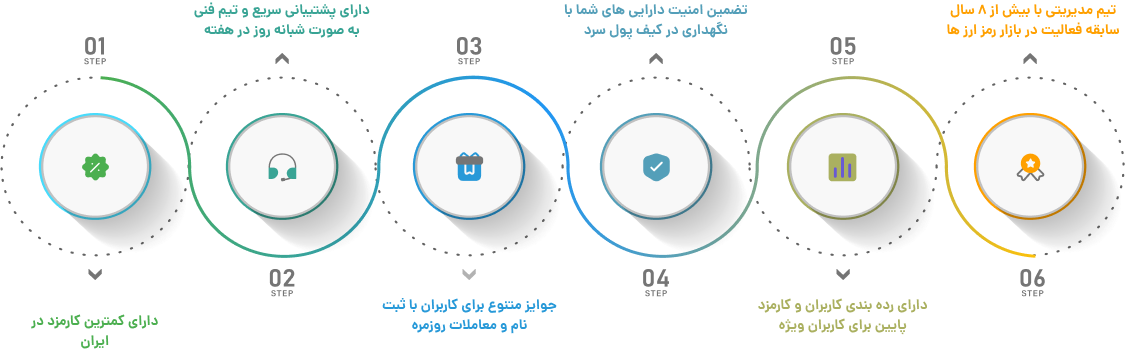 01
STEP
دارای کمترین کارمزد در
ایران
دارای پشتیبانی سریع و تیم فنی
به صورت شبانه روز در هفته
02
STEP
03
STEP
جوایز متنوع برای کاربران با ثبت
نام و معاملات روزمره
تضمین امنیت دارایی های شما با
نگهداری در کیف پول سرد
04
STEP
05
STEP
دارای رده بندی کاربران و کارمزد
پایین برای کاربران ویژه
تیم مدیریتی با بیش از ۸ سال
سابقه فعالیت در بازار رمز ارز ها
06
STEP